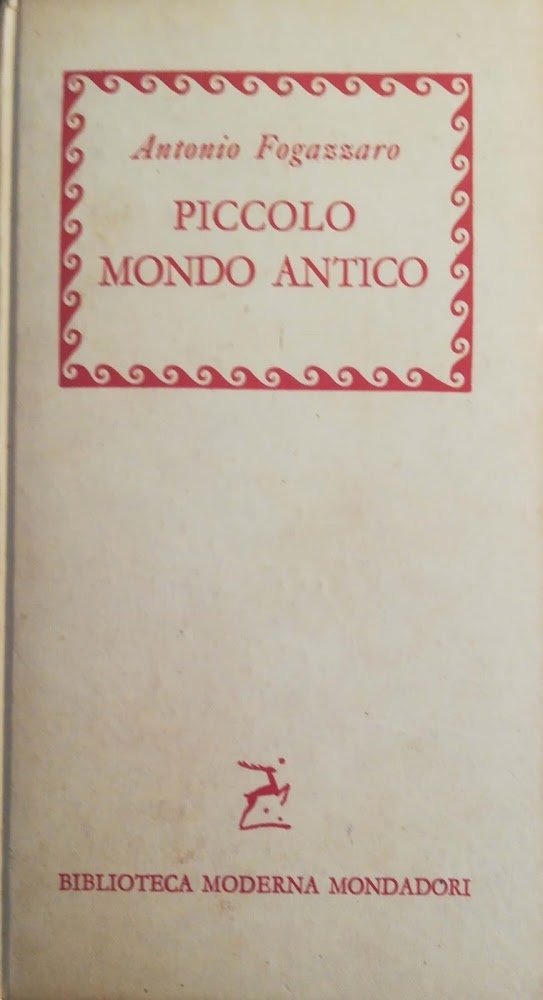 Antonio Fogazzaro
PICCOLO
MONDO ANTICO
BIBLIOTECA MODERNA MONDADORI